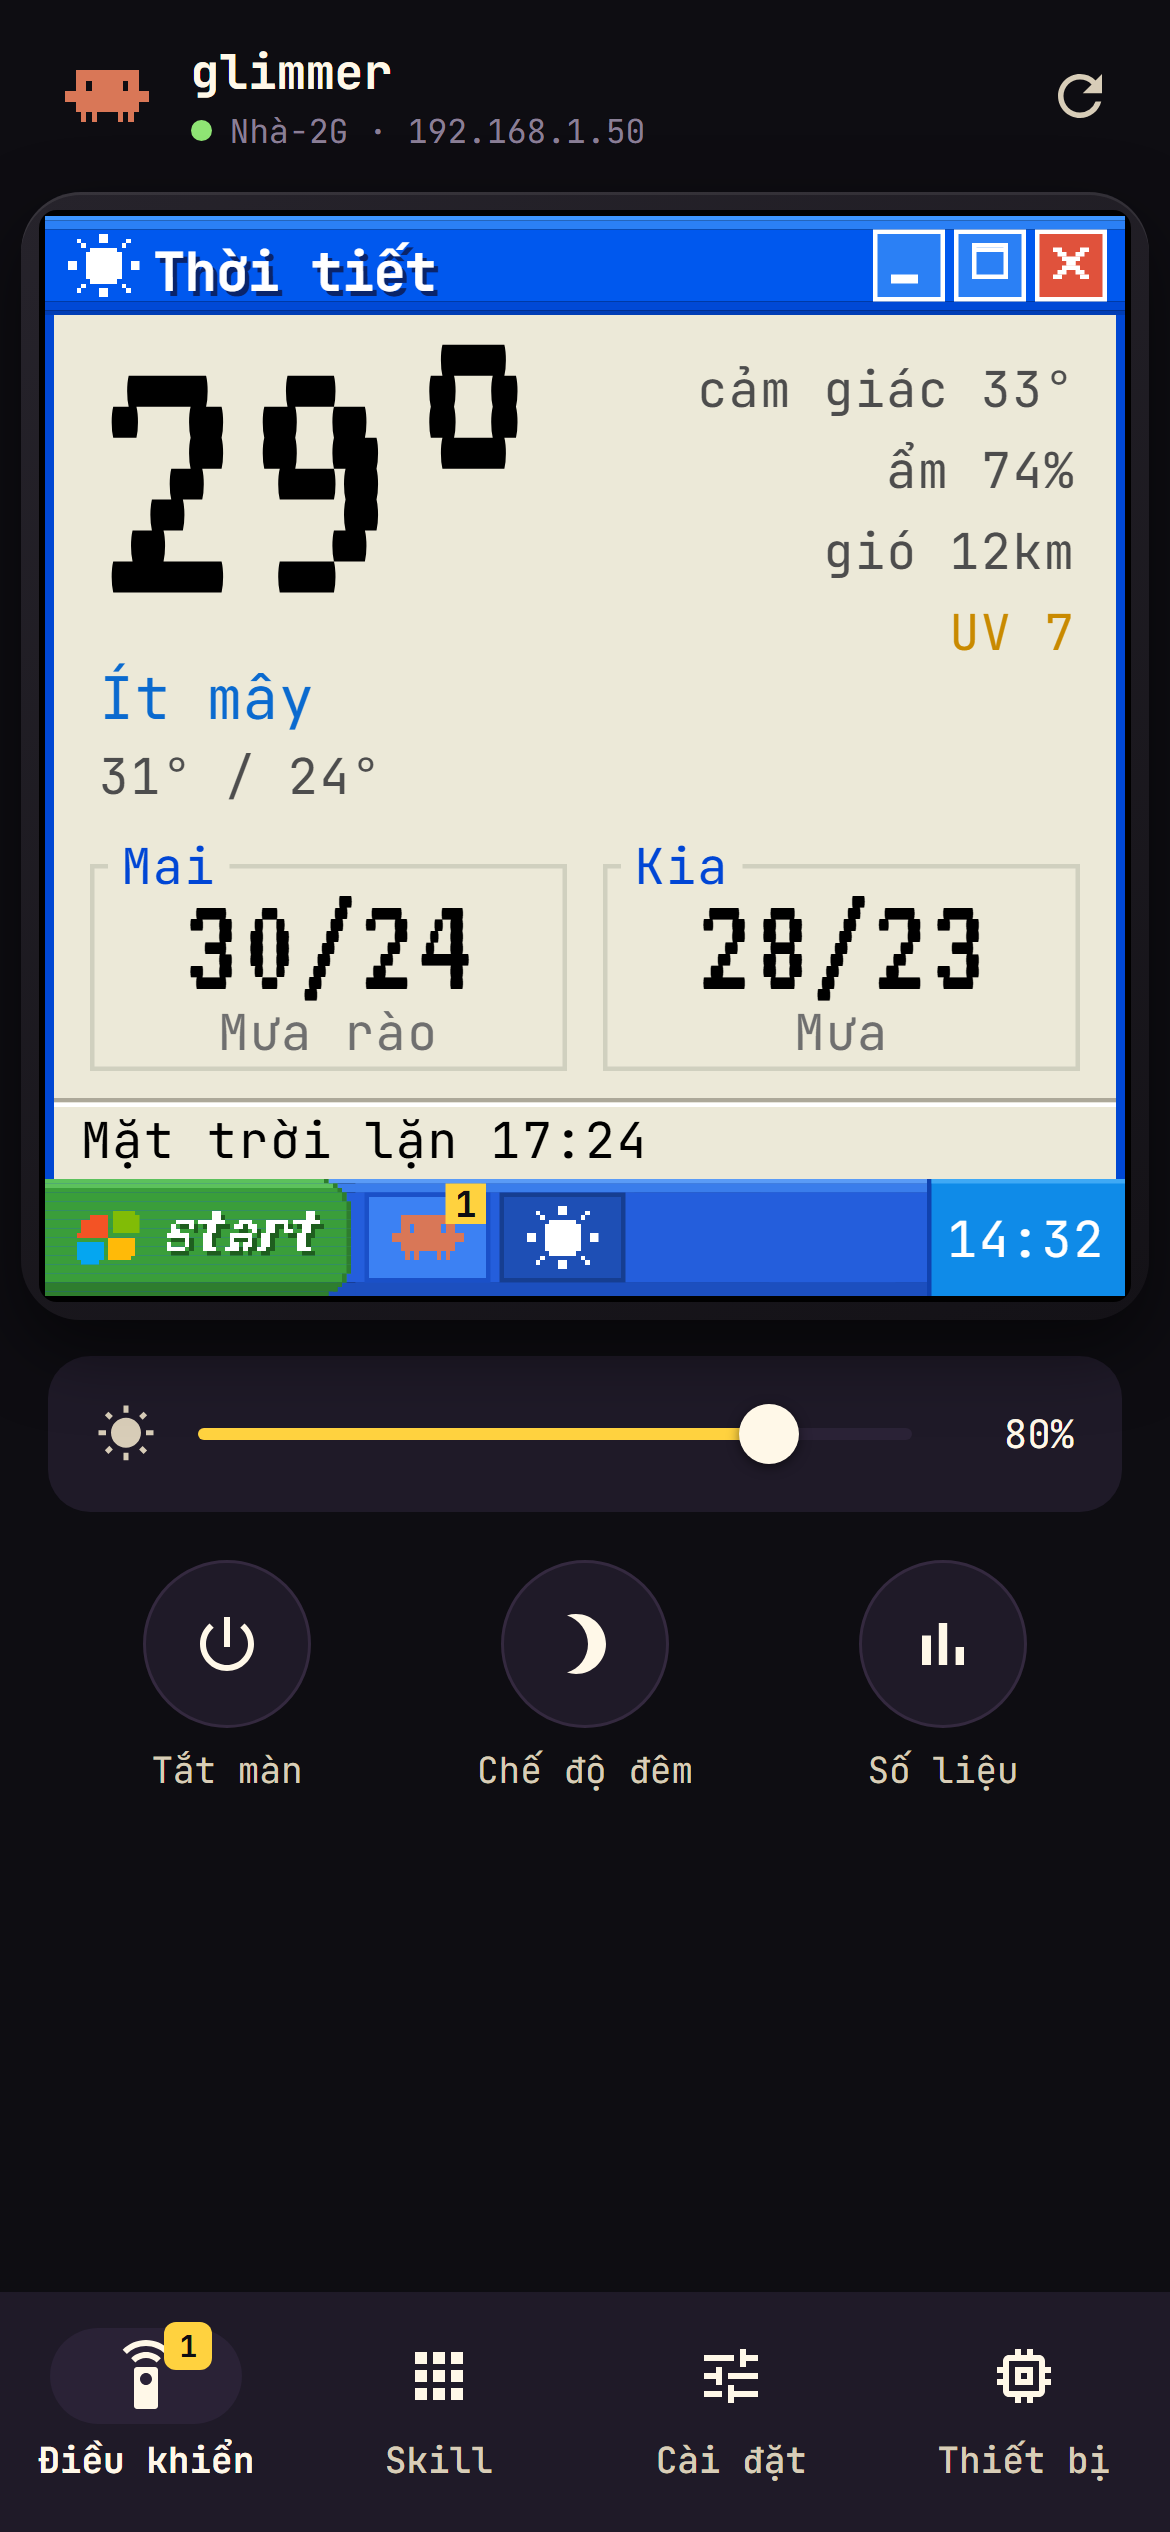 glimmer
Nhà-2G · 192.168.1.50
Thời tiết
29°
cảm giác 33°
ẩm 74%
gió 12km
UV 7
Ít mây
31° / 24°
Mai
30/24
Mưa rào
Kia
28/23
Mưa
Mặt trời lặn 17:24
start
1
14:32
80%
Tắt màn
Chế độ đêm
Số liệu
1
Điều khiển
Skill
Cài đặt
Thiết bị